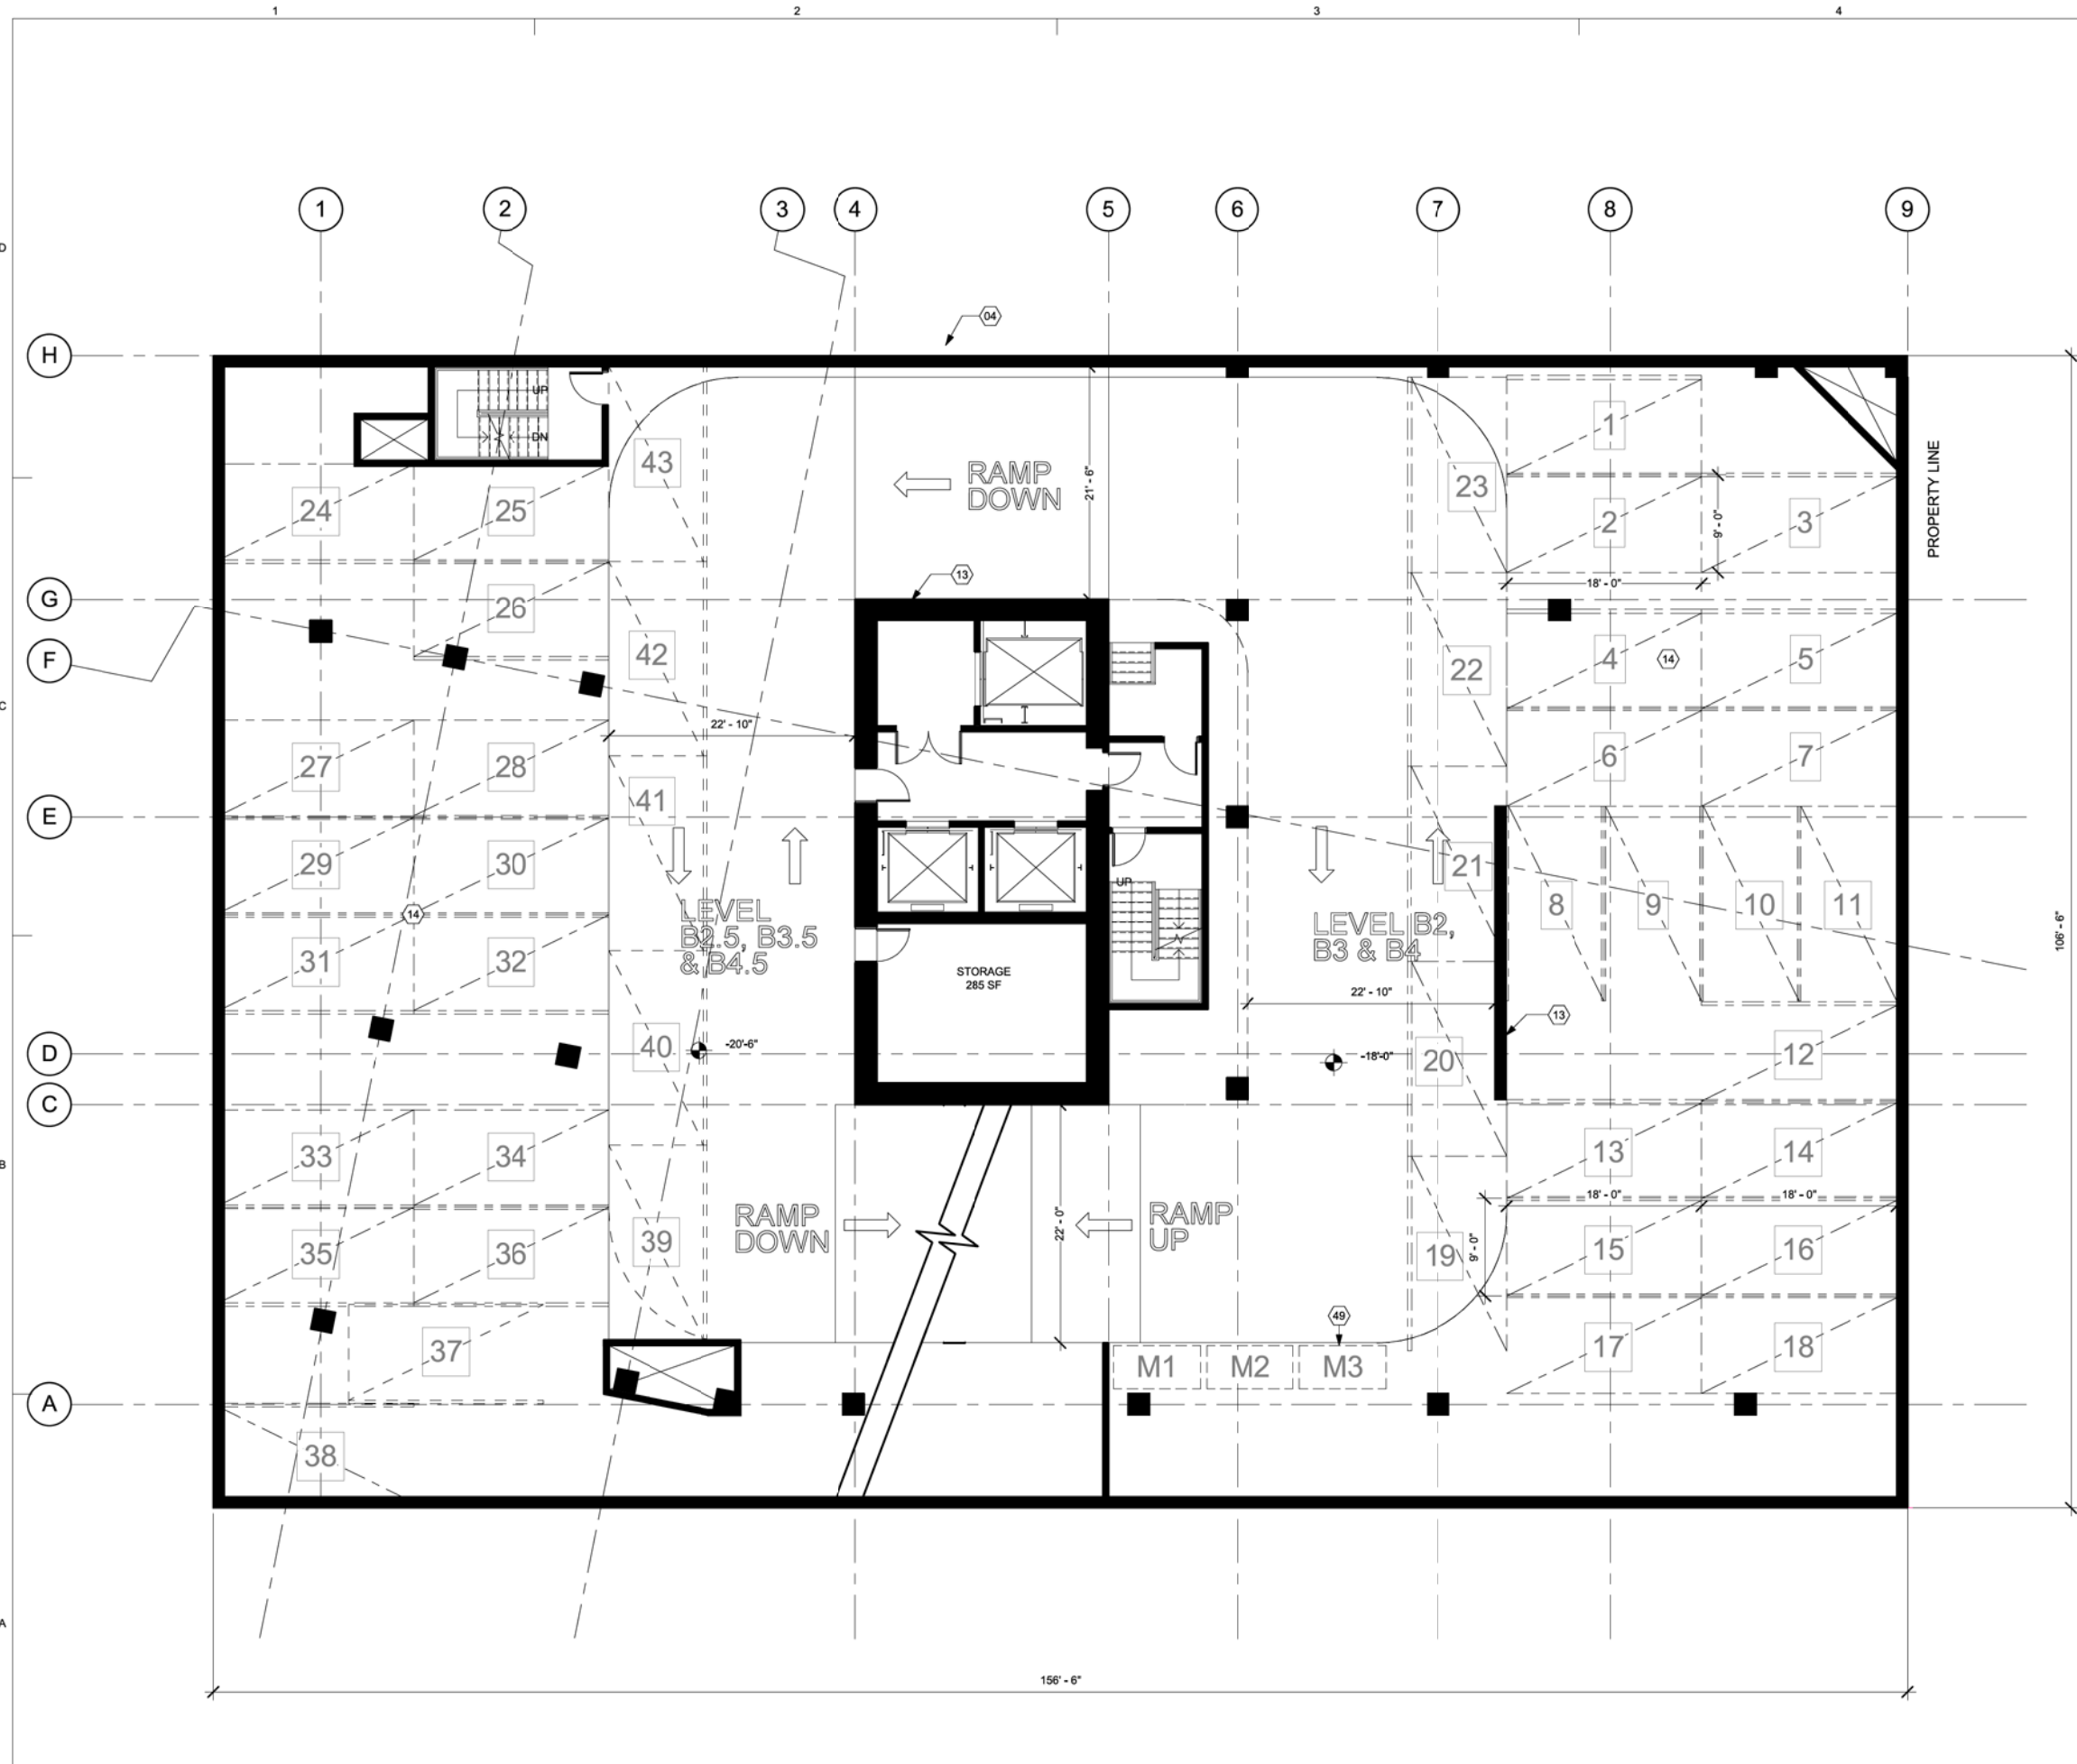 1 2 3 4
1 2 3 4 5 6 7 8 9
D
04
H
UP
DN
43
RAMP
DOWN
21' - 6"
23
1
PROPERTY LINE
24 25
2 3
9' - 0"
13
18' - 0"
G
26
F
42
22
4 14 5
C
22' - 10"
27 28
6 7
41
E
29 30
21
UP
8 9 10 11
14
LEVEL
B2.5, B3.5
& B4.5
LEVEL B2,
B3 & B4
106' - 6"
31 32
STORAGE
285 SF
22' - 10"
13
D
40
-20'-6"
-18'-0"
20
12
C
33 34
13 14
B
18' - 0" 18' - 0"
RAMP
DOWN
22' - 0"
RAMP
UP
35 36
39
19
9' - 0"
15 16
49
37
M1 M2 M3
17 18
A
38
A
156' - 6"